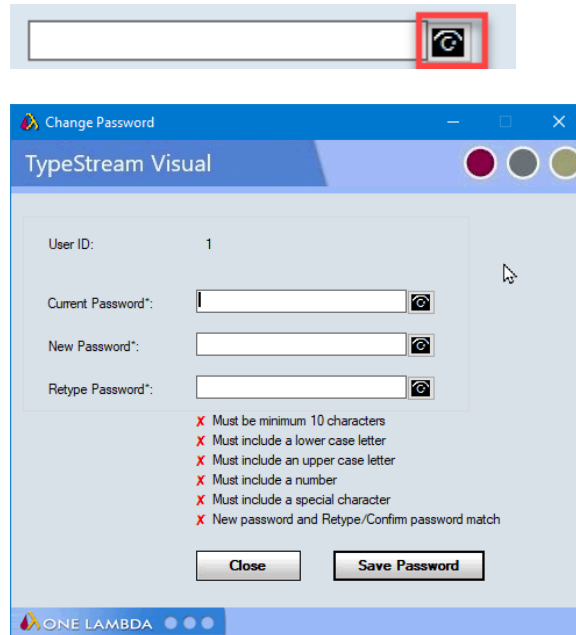 Change Password
TypeStream Visual
User ID: 1
Current Password*:
New Password*:
Retype Password*:
✗ Must be minimum 10 characters
✗ Must include a lower case letter
✗ Must include an upper case letter
✗ Must include a number
✗ Must include a special character
✗ New password and Retype/Confirm password match
Close Save Password
ONE LAMBDA